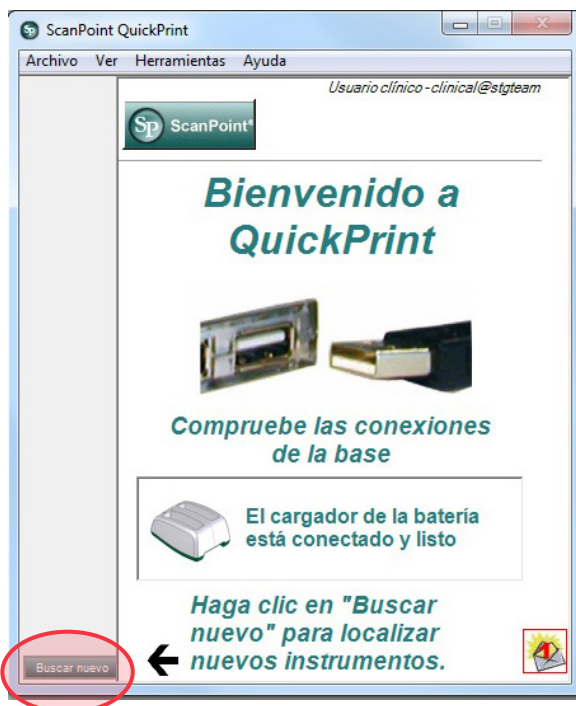 ScanPoint QuickPrint
Archivo Ver Herramientas Ayuda
Usuario clínico - clinical@stgteam
Sp ScanPoint®
Bienvenido a
QuickPrint
Compruebe las conexiones
de la base
El cargador de la batería
está conectado y listo
Haga clic en "Buscar
nuevo" para localizar
nuevos instrumentos.
Buscar nuevo